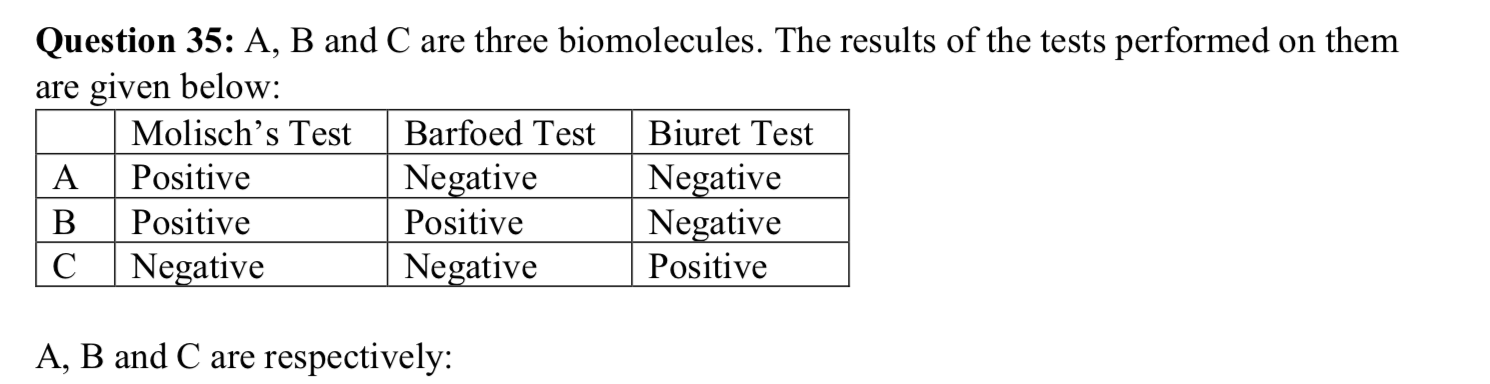 Question 35: A, B and C are three biomolecules. The results of the tests performed on them
are given below:
Molisch's Test Barfoed Test Biuret Test
A Positive Negative Negative
B Positive Positive Negative
C Negative Negative Positive
A, B and C are respectively: